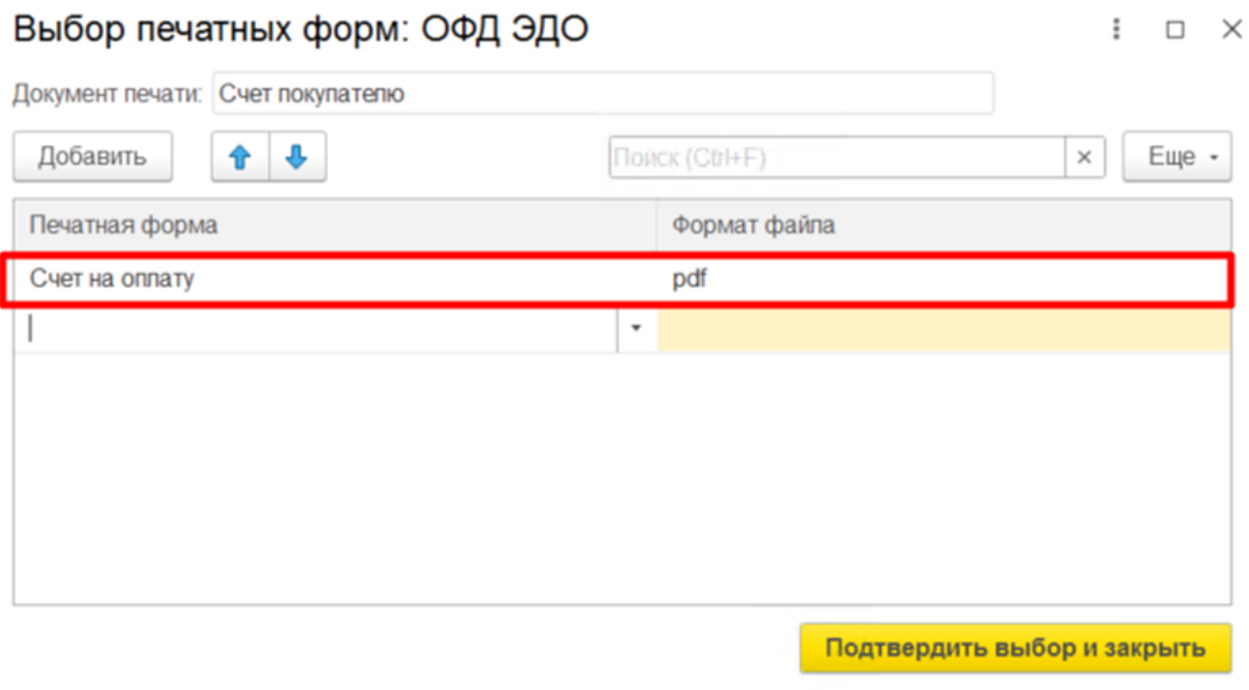 Выбор печатных форм: ОФД ЭДО
Документ печати: Счет покупателю
Добавить Поиск (Ctrl+F) × Еще
Печатная форма Формат файла
Счет на оплату pdf
Подтвердить выбор и закрыть